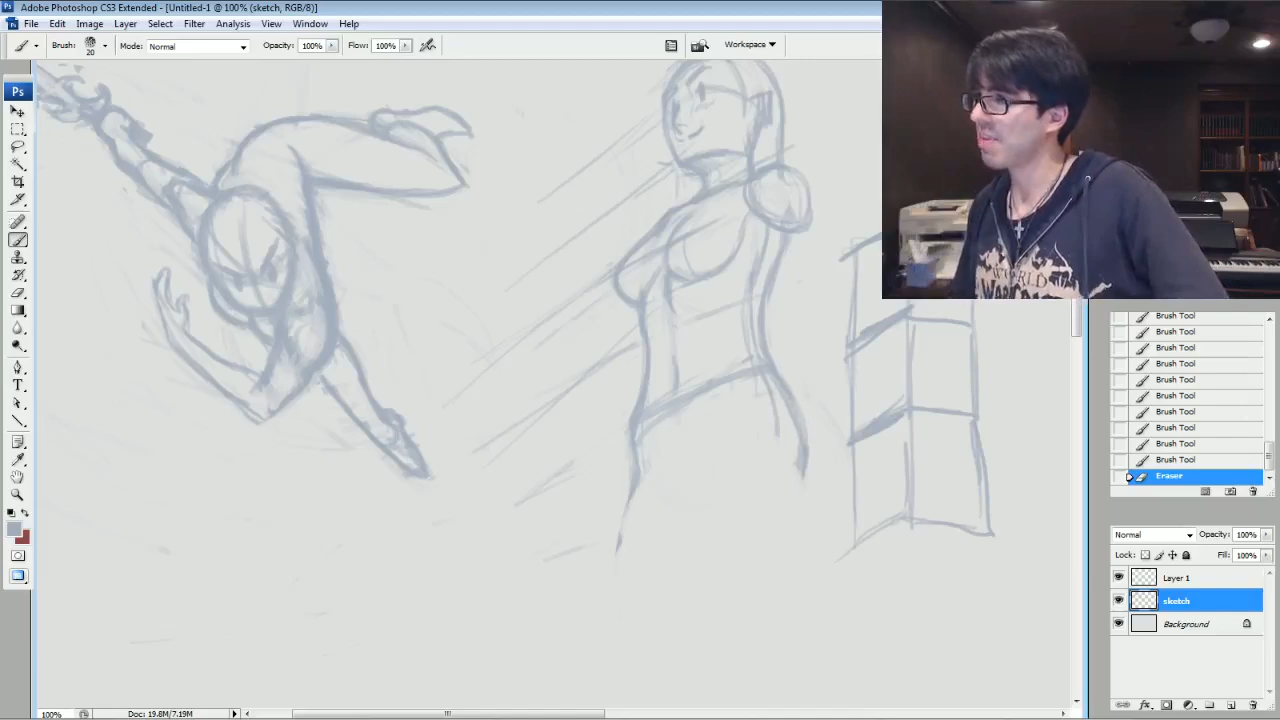 Adobe Photoshop CS3 Extended - [Untitled-1 @ 100% (sketch, RGB/8)]
File Edit Image Layer Select Filter Analysis View Window Help
Brush: 20 Mode: Normal Opacity: 100% Flow: 100% Workspace
Ps
WORLD
WARCRAFT
Brush Tool
Brush Tool
Brush Tool
Brush Tool
Brush Tool
Brush Tool
Brush Tool
Brush Tool
Brush Tool
Brush Tool
Eraser
Normal Opacity: 100%
Lock: Fill: 100%
Layer 1
sketch
Background
100% Doc: 19.8M/7.19M